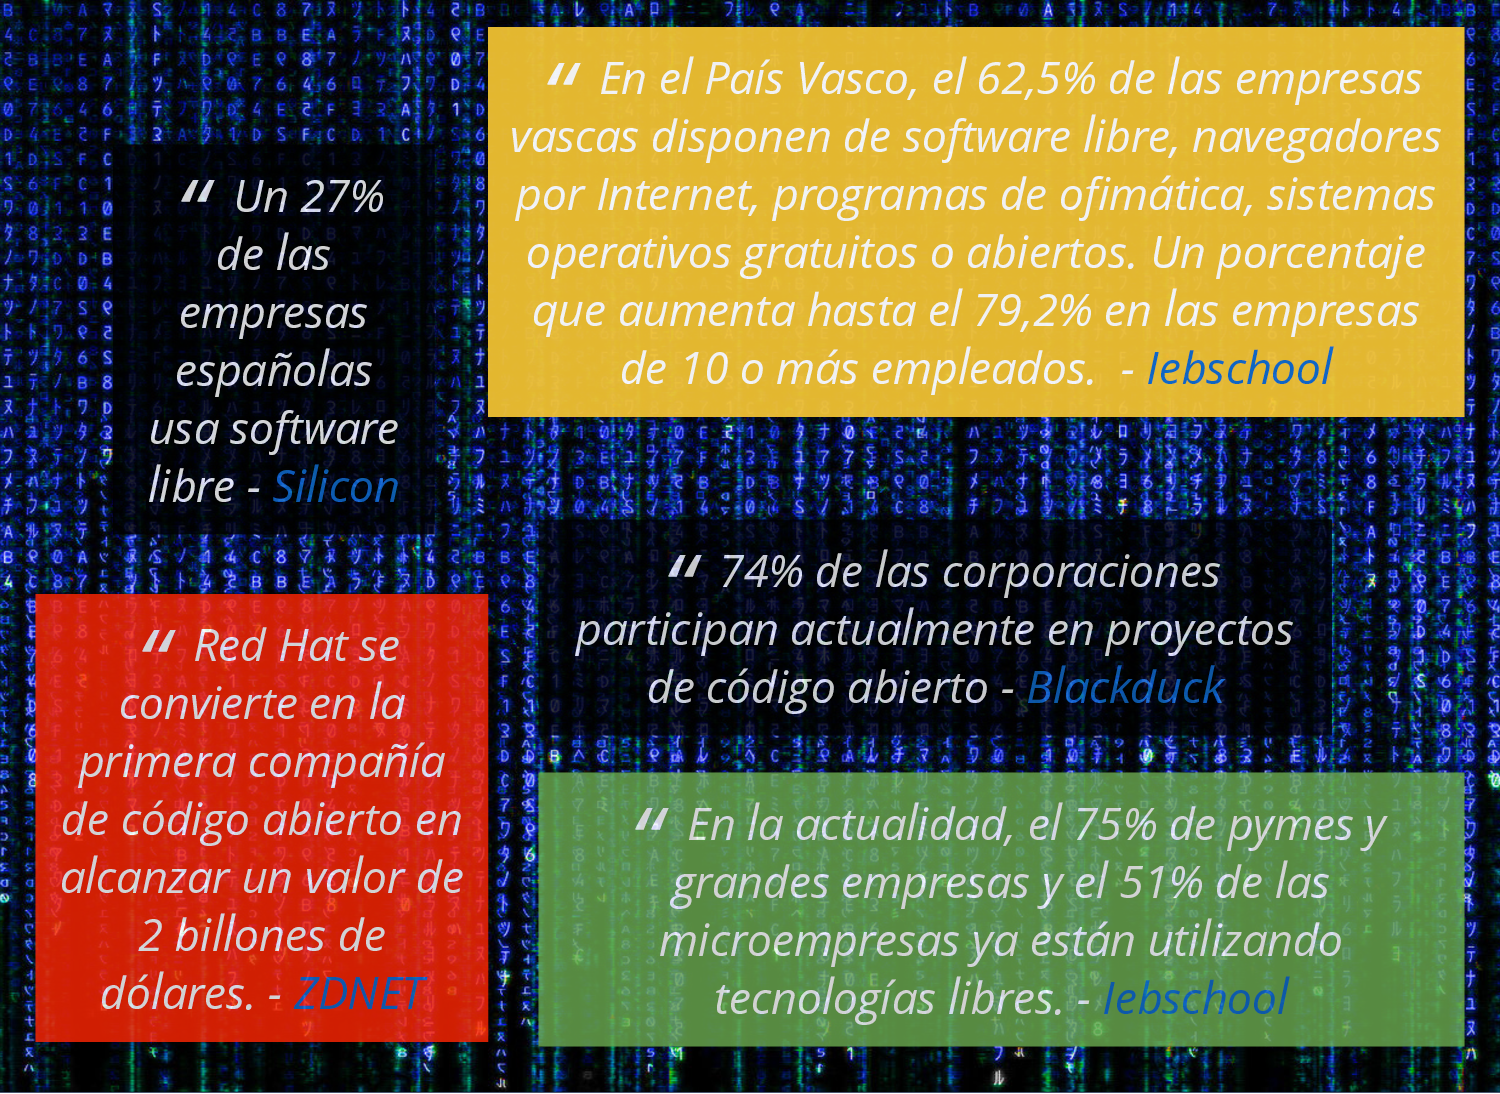 “ En el País Vasco, el 62,5% de las empresas
vascas disponen de software libre, navegadores
por Internet, programas de ofimática, sistemas
operativos gratuitos o abiertos. Un porcentaje
que aumenta hasta el 79,2% en las empresas
de 10 o más empleados. - Iebschool
“ Un 27%
de las
empresas
españolas
usa software
libre - Silicon
“ 74% de las corporaciones
participan actualmente en proyectos
de código abierto - Blackduck
“ Red Hat se
convierte en la
primera compañía
de código abierto en
alcanzar un valor de
2 billones de
dólares. - ZDNET
“ En la actualidad, el 75% de pymes y
grandes empresas y el 51% de las
microempresas ya están utilizando
tecnologías libres. - Iebschool